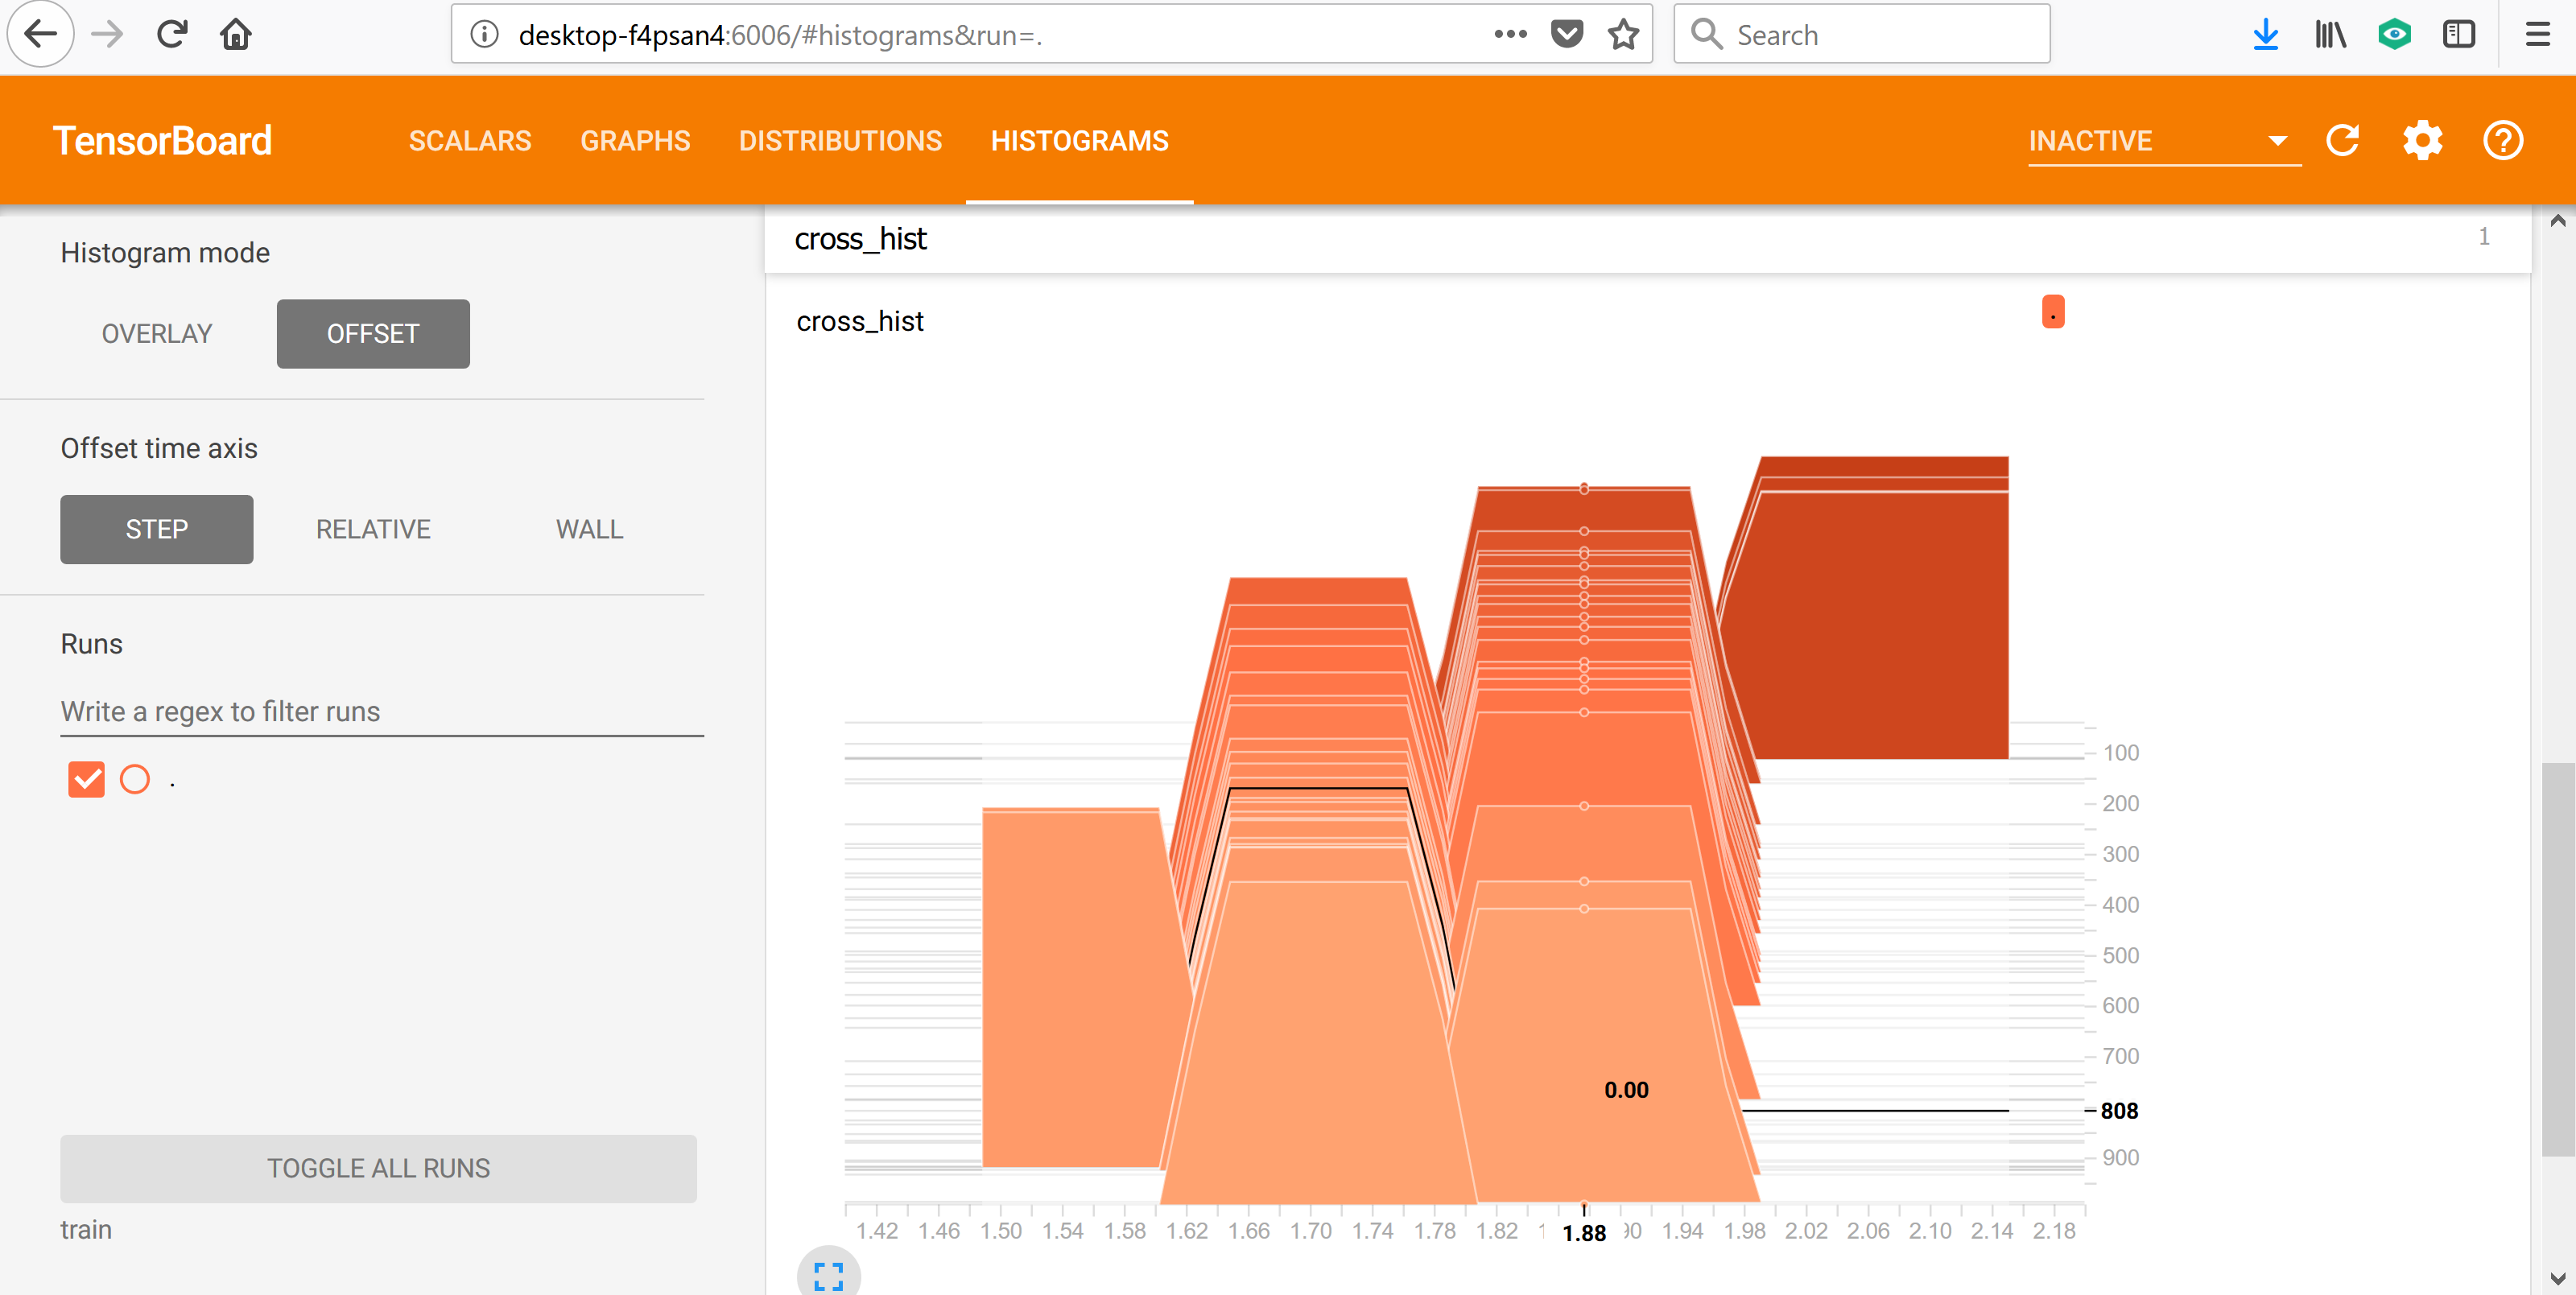 desktop-f4psan4:6006/#histograms&run=.
Search
TensorBoard
SCALARS
GRAPHS
DISTRIBUTIONS
HISTOGRAMS
INACTIVE
Histogram mode
OVERLAY
OFFSET
Offset time axis
STEP
RELATIVE
WALL
Runs
Write a regex to filter runs
.
TOGGLE ALL RUNS
train
cross_hist
1
cross_hist
.
100
200
300
400
500
600
700
0.00
808
900
1.42 1.46 1.50 1.54 1.58 1.62 1.66 1.70 1.74 1.78 1.82 1.88 1.94 1.98 2.02 2.06 2.10 2.14 2.18